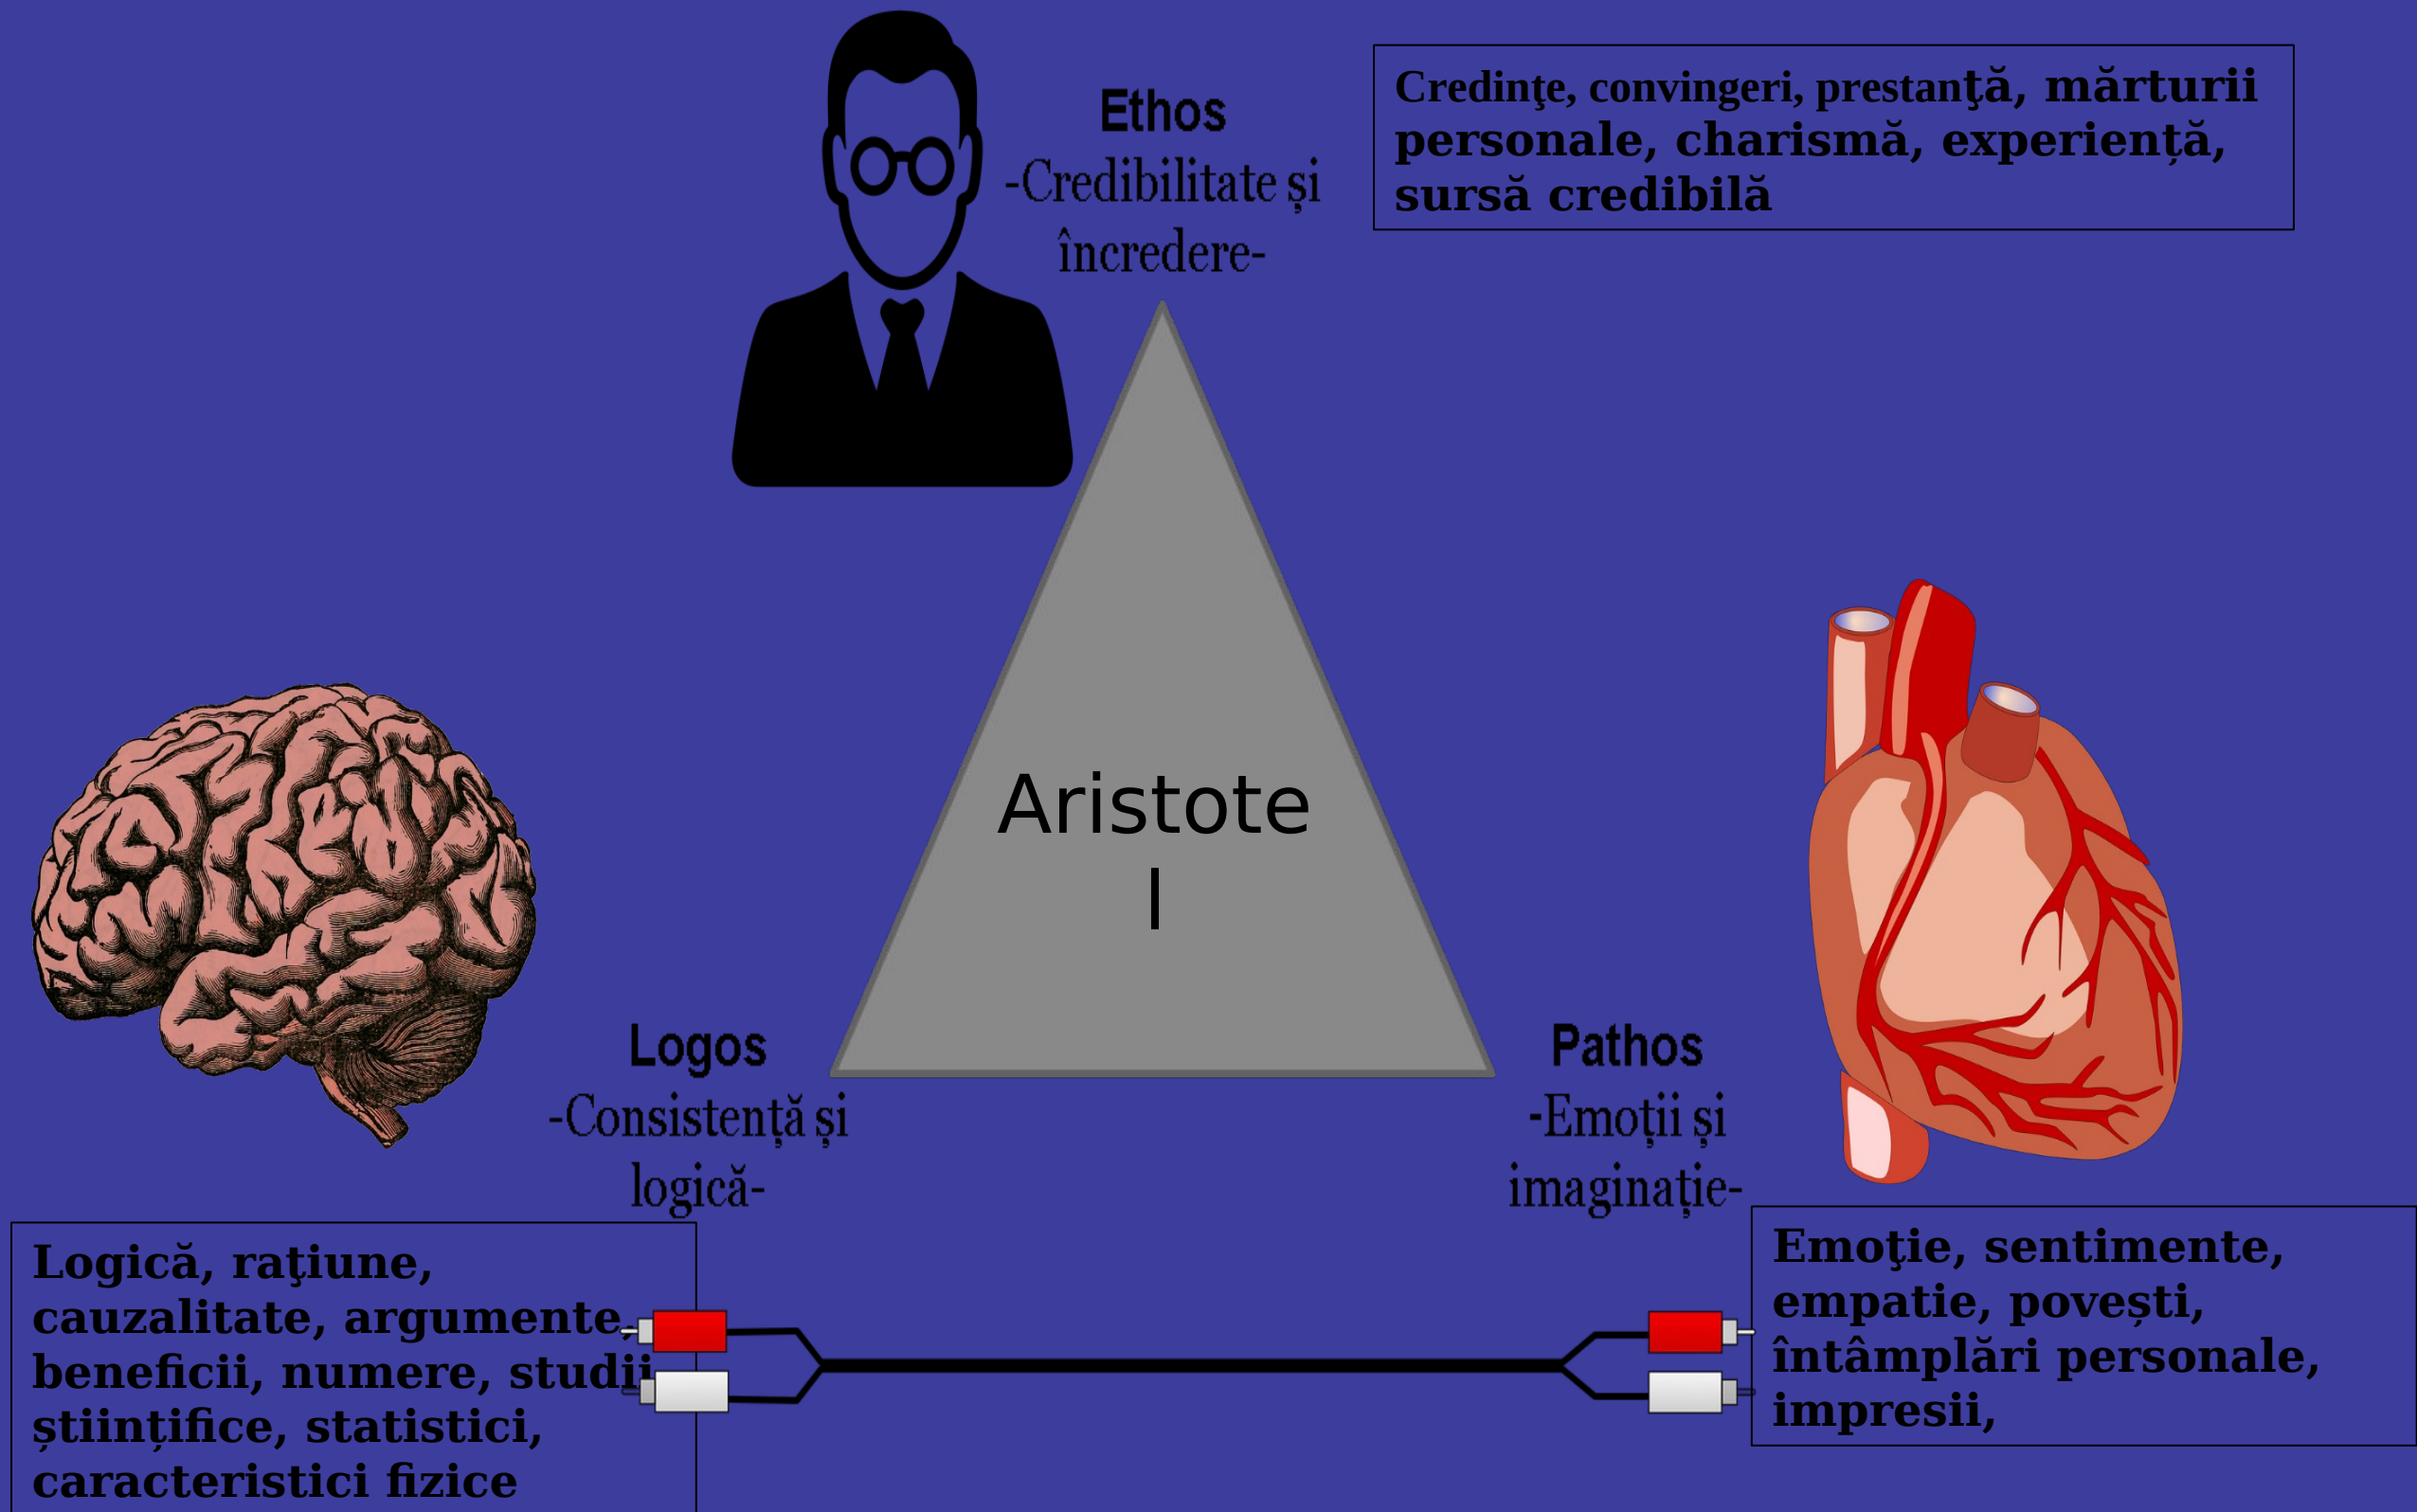 Ethos
-Credibilitate și
încredere-
Credinţe, convingeri, prestanţă, mărturii
personale, charismă, experiență,
sursă credibilă
Aristote
l
Logos
-Consistență și
logică-
Pathos
-Emoții și
imaginație-
Logică, raţiune,
cauzalitate, argumente,
beneficii, numere, studii
științifice, statistici,
caracteristici fizice
Emoţie, sentimente,
empatie, povești,
întâmplări personale,
impresii,